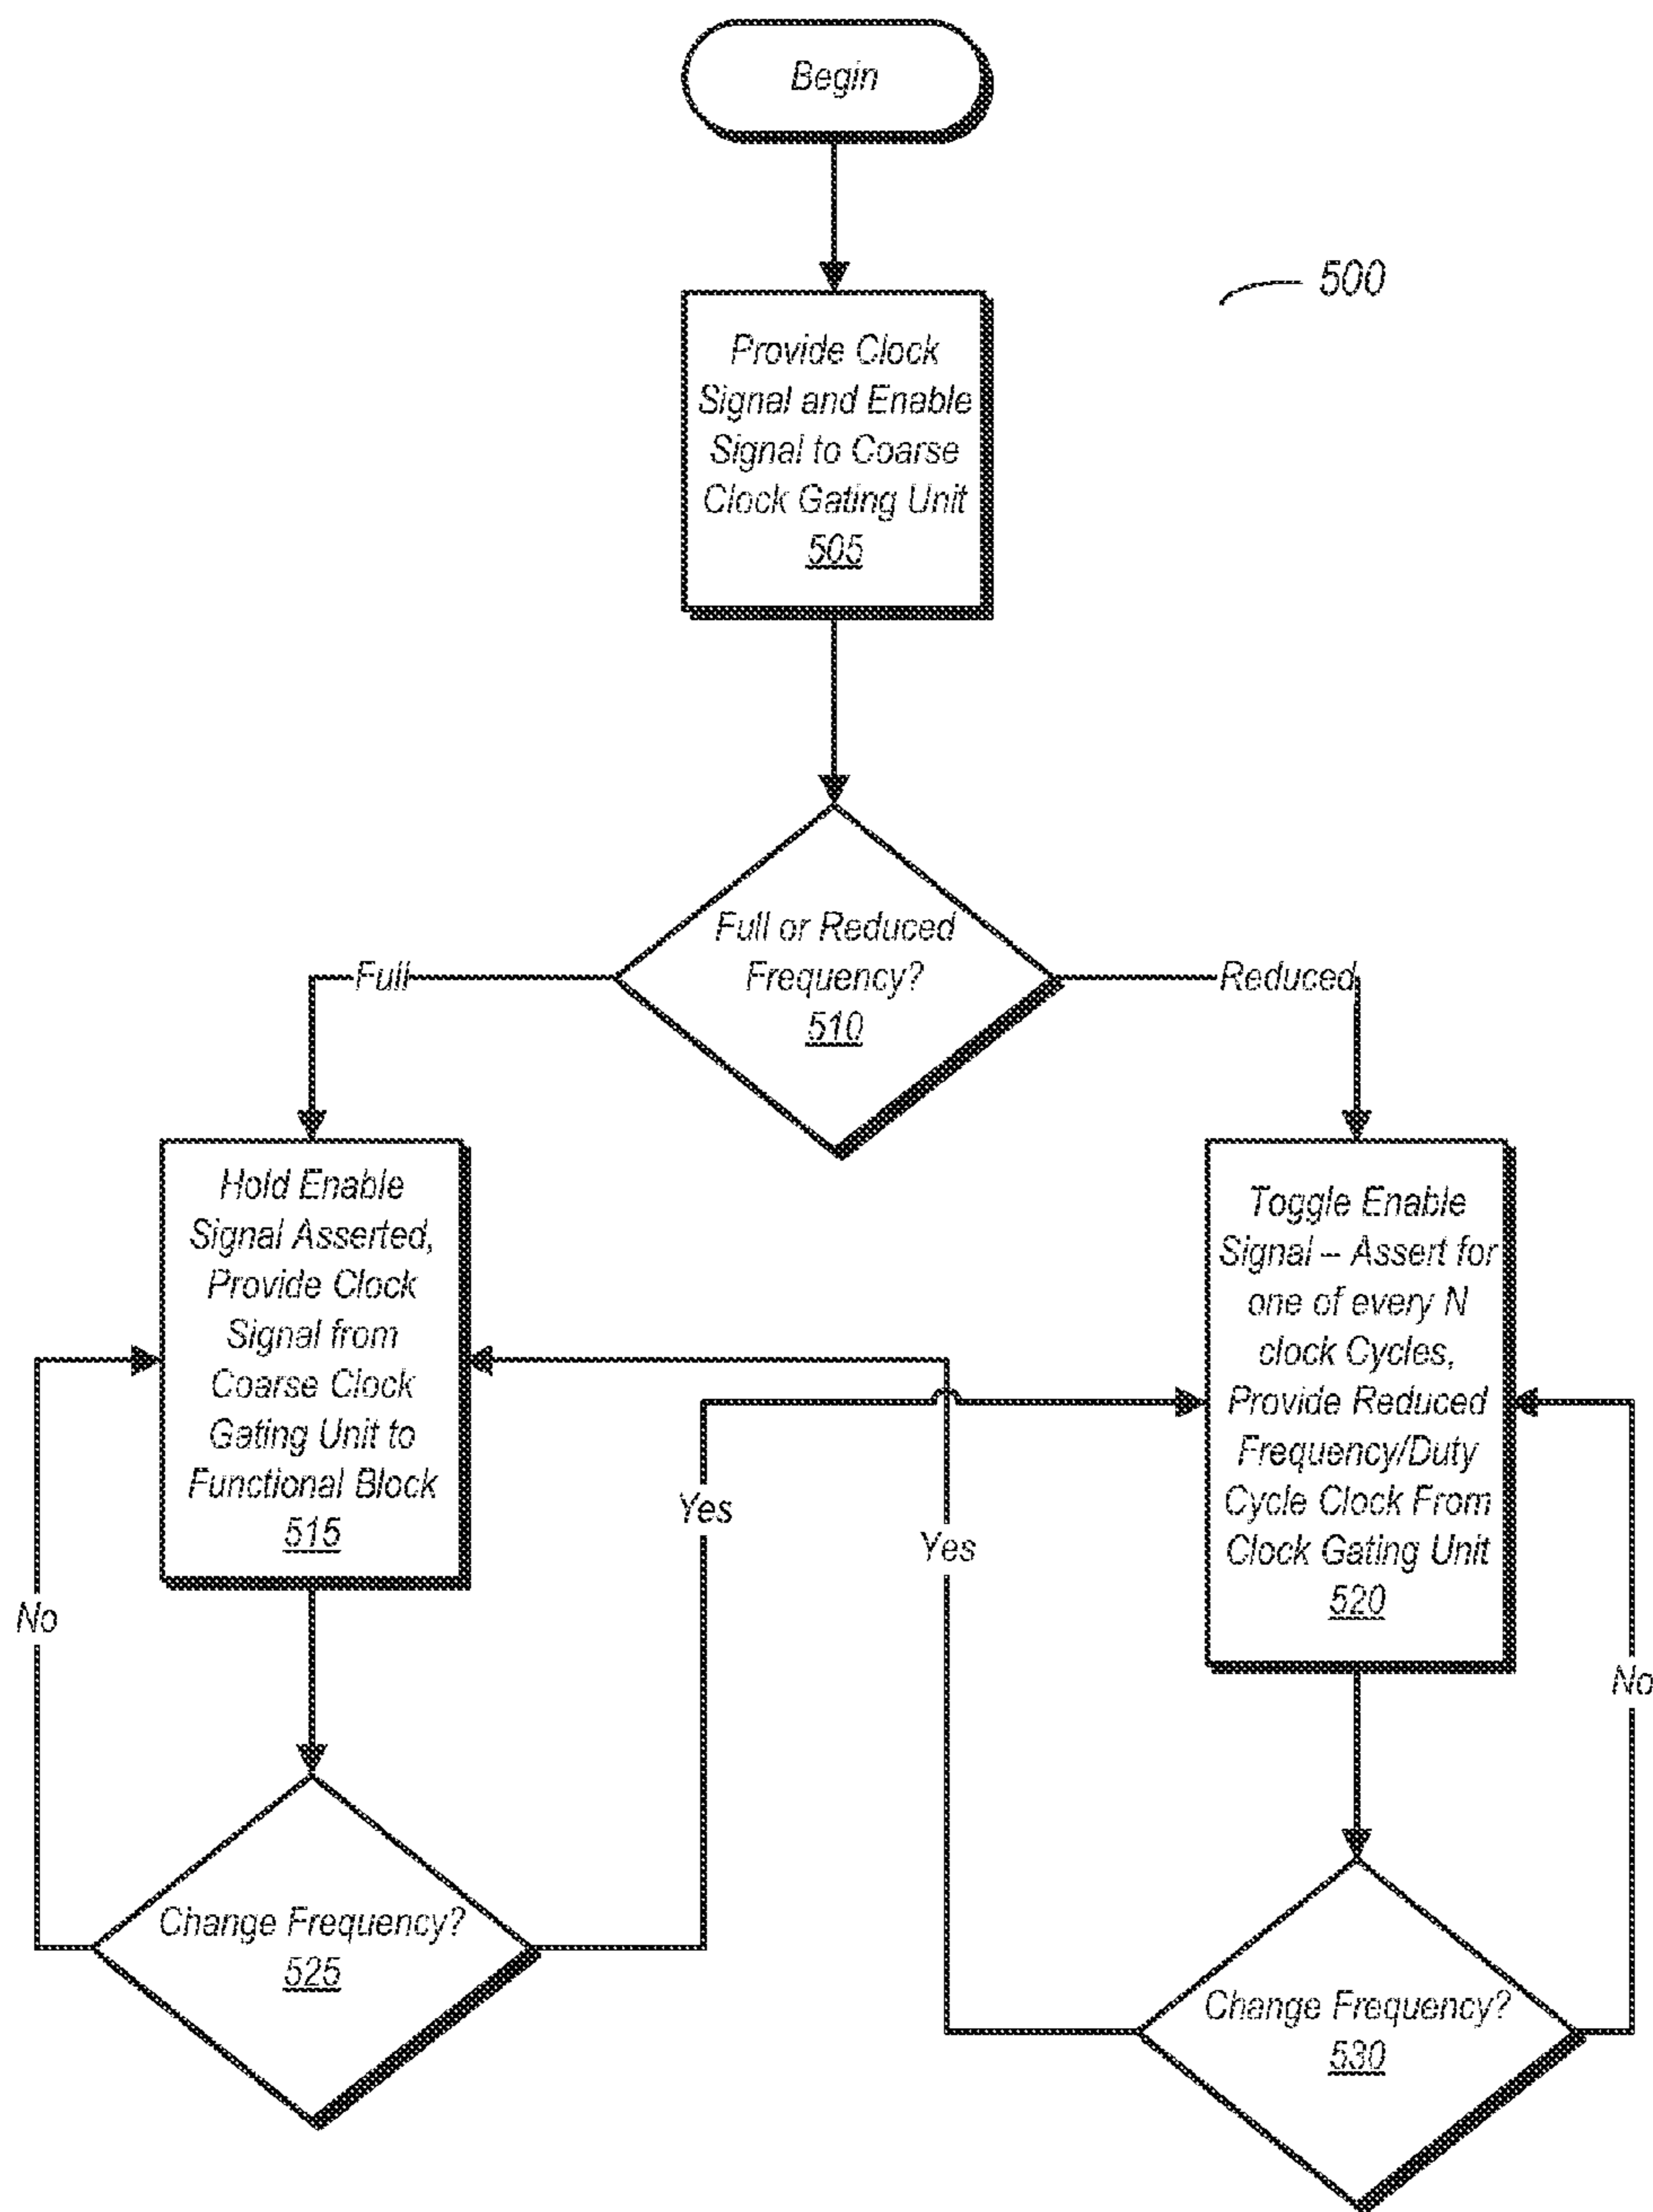 Begin
500
Provide Clock
Signal and Enable
Signal to Coarse
Clock Gating Unit
505
Full or Reduced
Frequency?
510
Full
Reduced
Hold Enable
Signal Asserted,
Provide Clock
Signal from
Coarse Clock
Gating Unit to
Functional Block
515
Toggle Enable
Signal – Assert for
one of every N
clock Cycles,
Provide Reduced
Frequency/Duty
Cycle Clock From
Clock Gating Unit
520
Yes
Yes
No
No
Change Frequency?
525
Change Frequency?
530